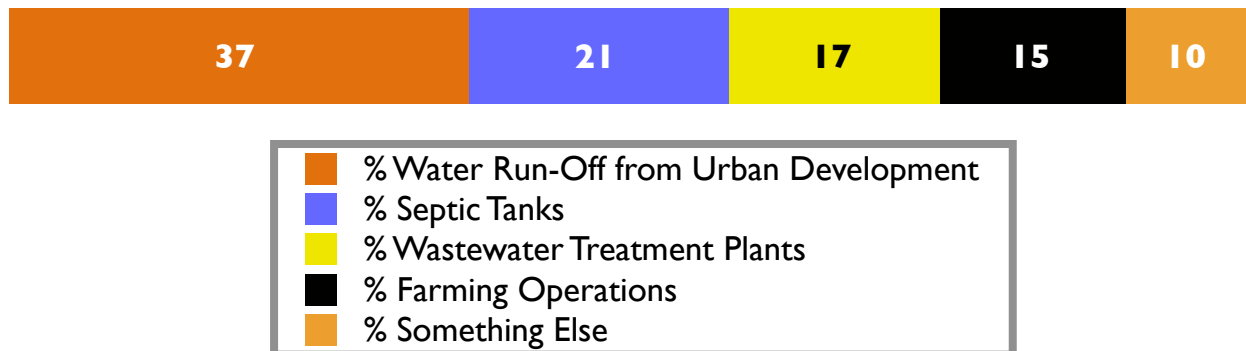 37 21 17 15 10
% Water Run-Off from Urban Development
% Septic Tanks
% Wastewater Treatment Plants
% Farming Operations
% Something Else